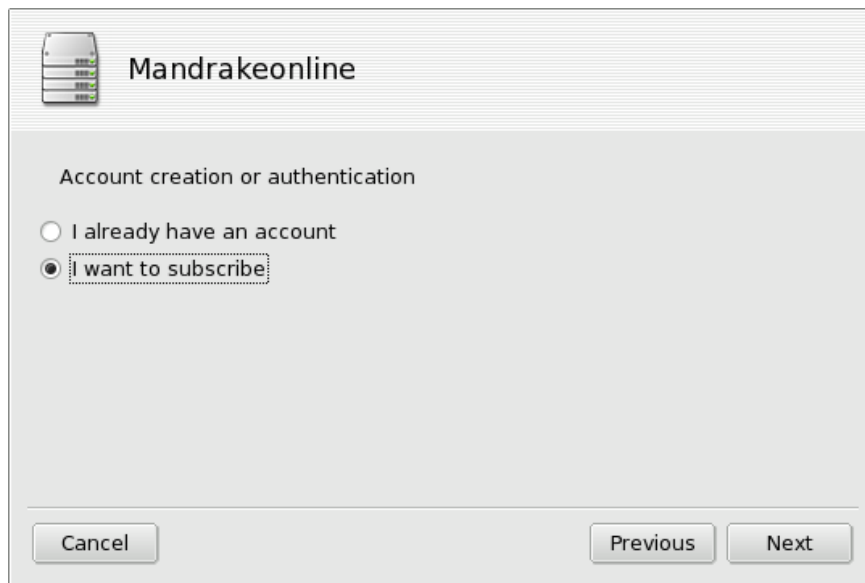 Mandrakeonline
Account creation or authentication
I already have an account
I want to subscribe
Cancel
Previous
Next